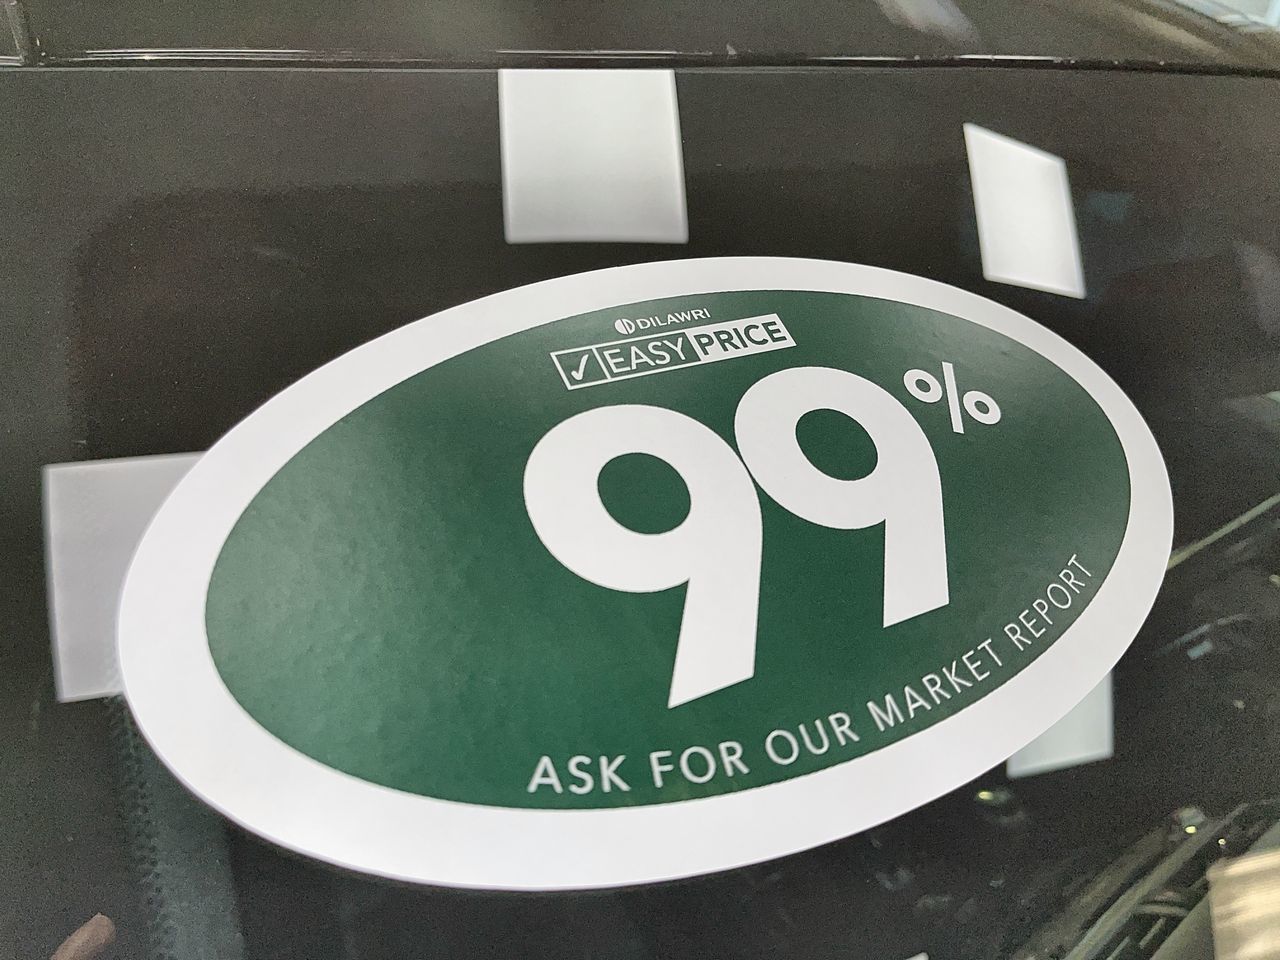 DILAWRI
✓ EASY PRICE
99%
ASK FOR OUR MARKET REPORT